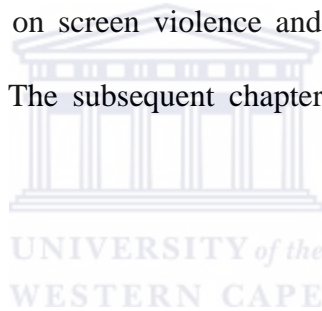 on screen violence and
The subsequent chapter
UNIVERSITY of the
WESTERN CAPE